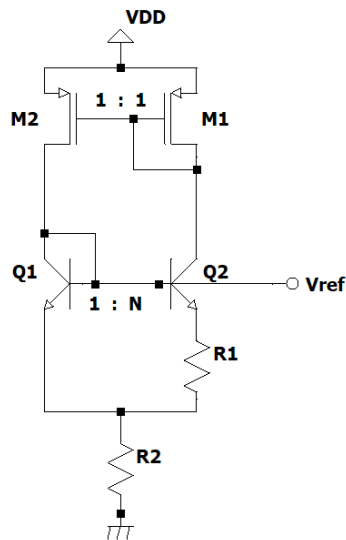 VDD
M2
1 : 1
M1
Q1
Q2
Vref
1 : N
R1
R2